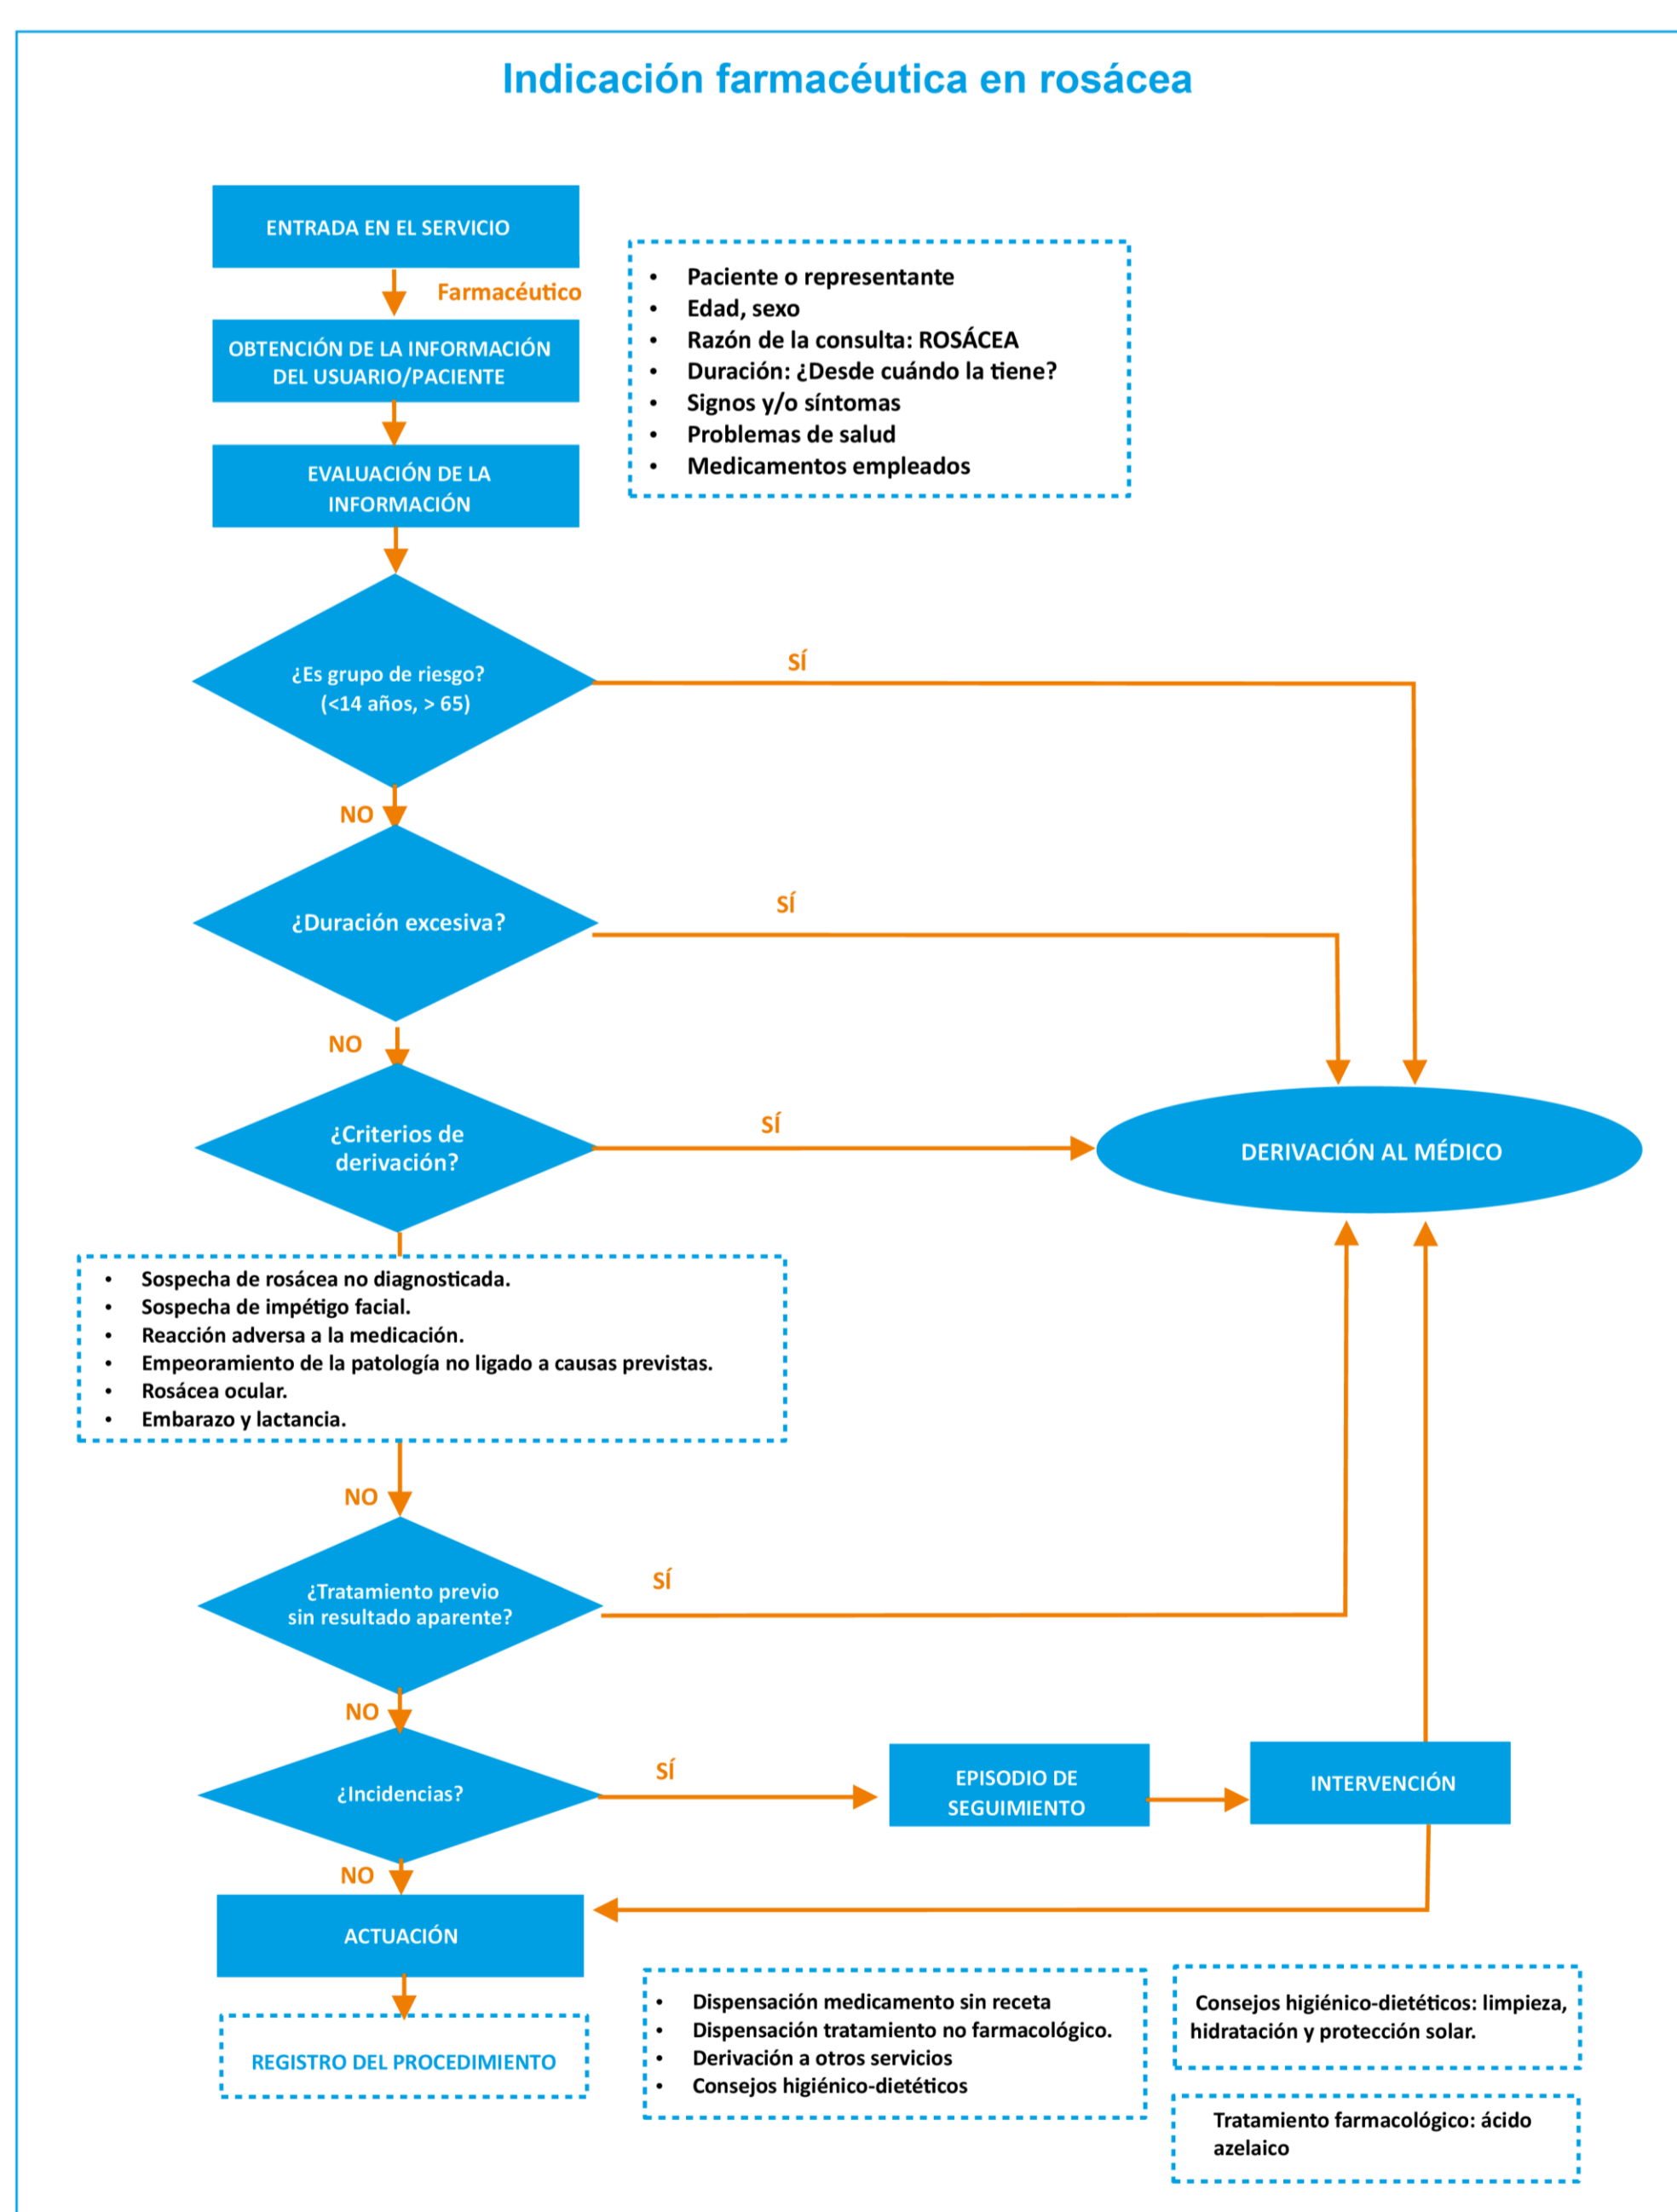 Indicación farmacéutica en rosácea
ENTRADA EN EL SERVICIO
Farmacéutico
OBTENCIÓN DE LA INFORMACIÓN
DEL USUARIO/PACIENTE
EVALUACIÓN DE LA
INFORMACIÓN
• Paciente o representante
• Edad, sexo
• Razón de la consulta: ROSÁCEA
• Duración: ¿Desde cuándo la tiene?
• Signos y/o síntomas
• Problemas de salud
• Medicamentos empleados
¿Es grupo de riesgo?
(<14 años, > 65)
SÍ
NO
¿Duración excesiva?
SÍ
NO
¿Criterios de
derivación?
SÍ
DERIVACIÓN AL MÉDICO
• Sospecha de rosácea no diagnosticada.
• Sospecha de impétigo facial.
• Reacción adversa a la medicación.
• Empeoramiento de la patología no ligado a causas previstas.
• Rosácea ocular.
• Embarazo y lactancia.
NO
¿Tratamiento previo
sin resultado aparente?
SÍ
NO
¿Incidencias?
SÍ
EPISODIO DE
SEGUIMIENTO
INTERVENCIÓN
NO
ACTUACIÓN
REGISTRO DEL PROCEDIMIENTO
• Dispensación medicamento sin receta
• Dispensación tratamiento no farmacológico.
• Derivación a otros servicios
• Consejos higiénico-dietéticos
Consejos higiénico-dietéticos: limpieza,
hidratación y protección solar.
Tratamiento farmacológico: ácido
azelaico